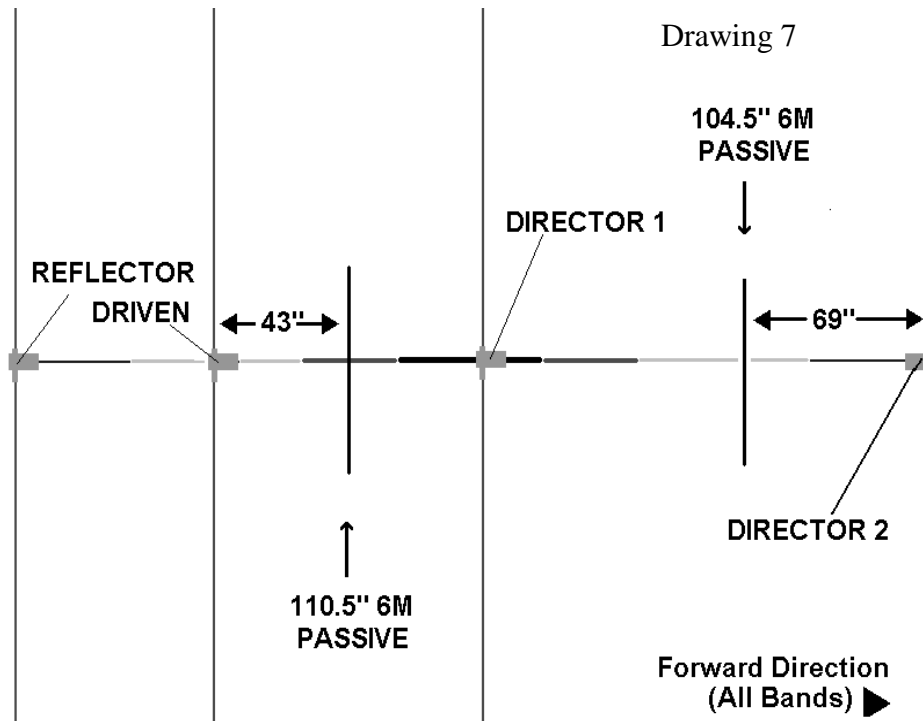 Drawing 7
104.5" 6M
PASSIVE
DIRECTOR 1
REFLECTOR
DRIVEN
43"
69"
DIRECTOR 2
110.5" 6M
PASSIVE
Forward Direction
(All Bands)